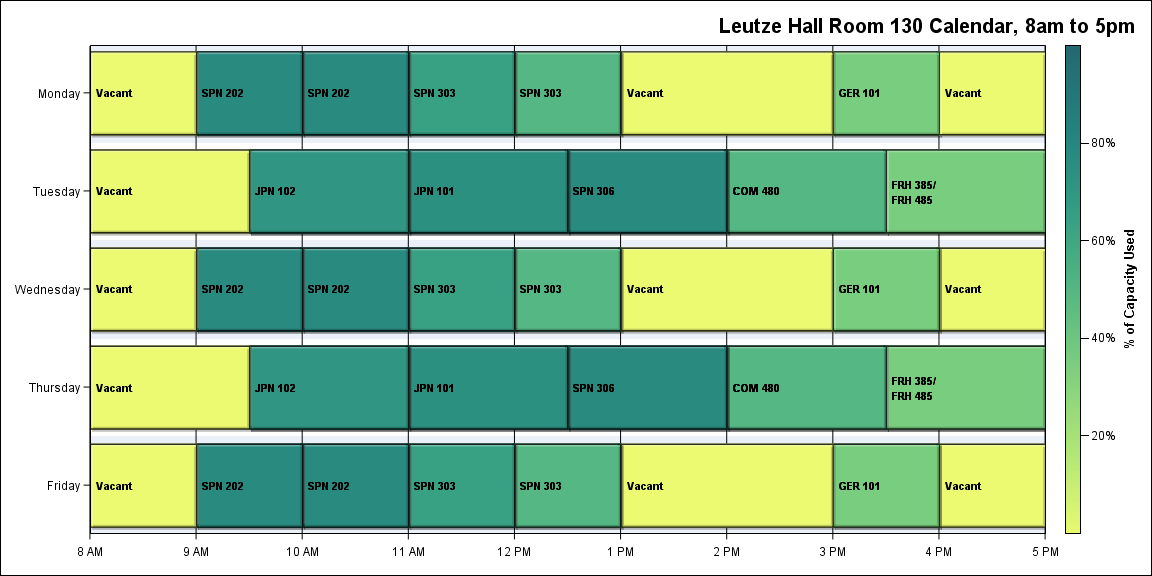 Leutze Hall Room 130 Calendar, 8am to 5pm
Monday
Vacant
SPN 202
SPN 202
SPN 303
SPN 303
Vacant
GER 101
Vacant
Tuesday
Vacant
JPN 102
JPN 101
SPN 306
COM 480
FRH 385/
FRH 485
Wednesday
Vacant
SPN 202
SPN 202
SPN 303
SPN 303
Vacant
GER 101
Vacant
Thursday
Vacant
JPN 102
JPN 101
SPN 306
COM 480
FRH 385/
FRH 485
Friday
Vacant
SPN 202
SPN 202
SPN 303
SPN 303
Vacant
GER 101
Vacant
8 AM
9 AM
10 AM
11 AM
12 PM
1 PM
2 PM
3 PM
4 PM
5 PM
80%
60%
40%
20%
% of Capacity Used